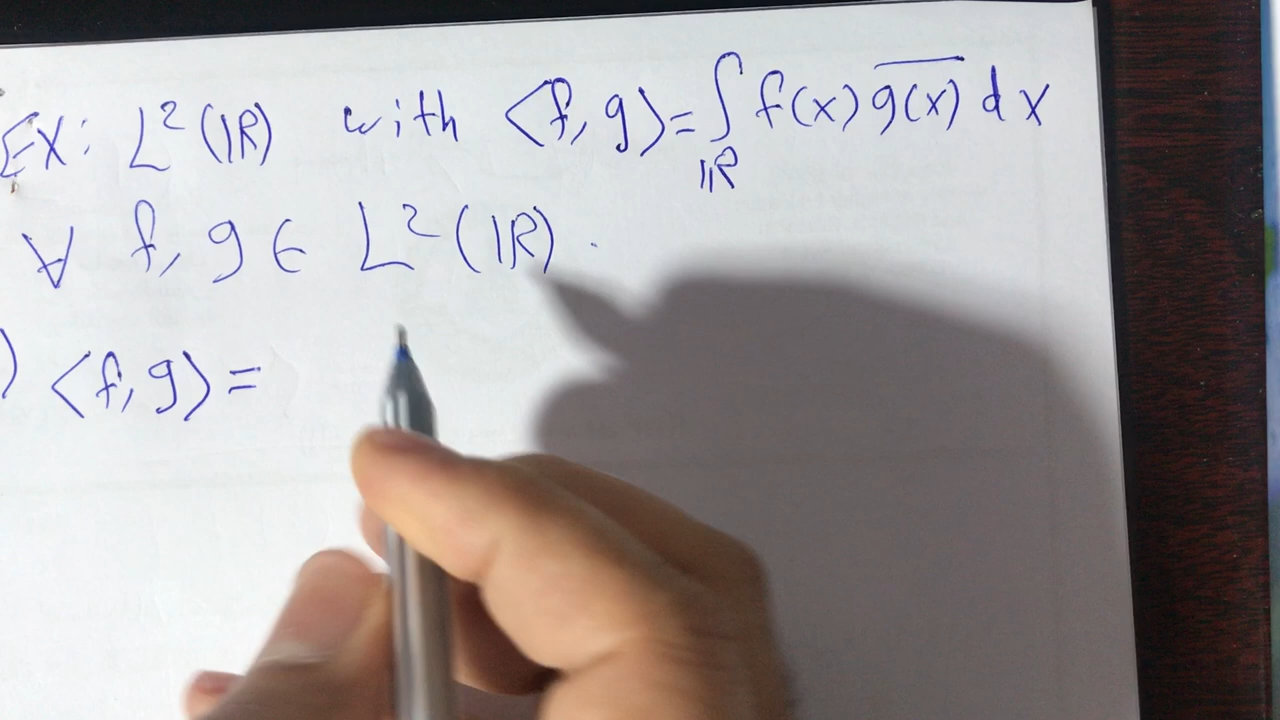 Ex: L² (ℝ) with ⟨f, g⟩ = ∫_ℝ f(x) \overline{g(x)} dx
∀ f, g ∈ L² (ℝ).
) ⟨f, g⟩ =